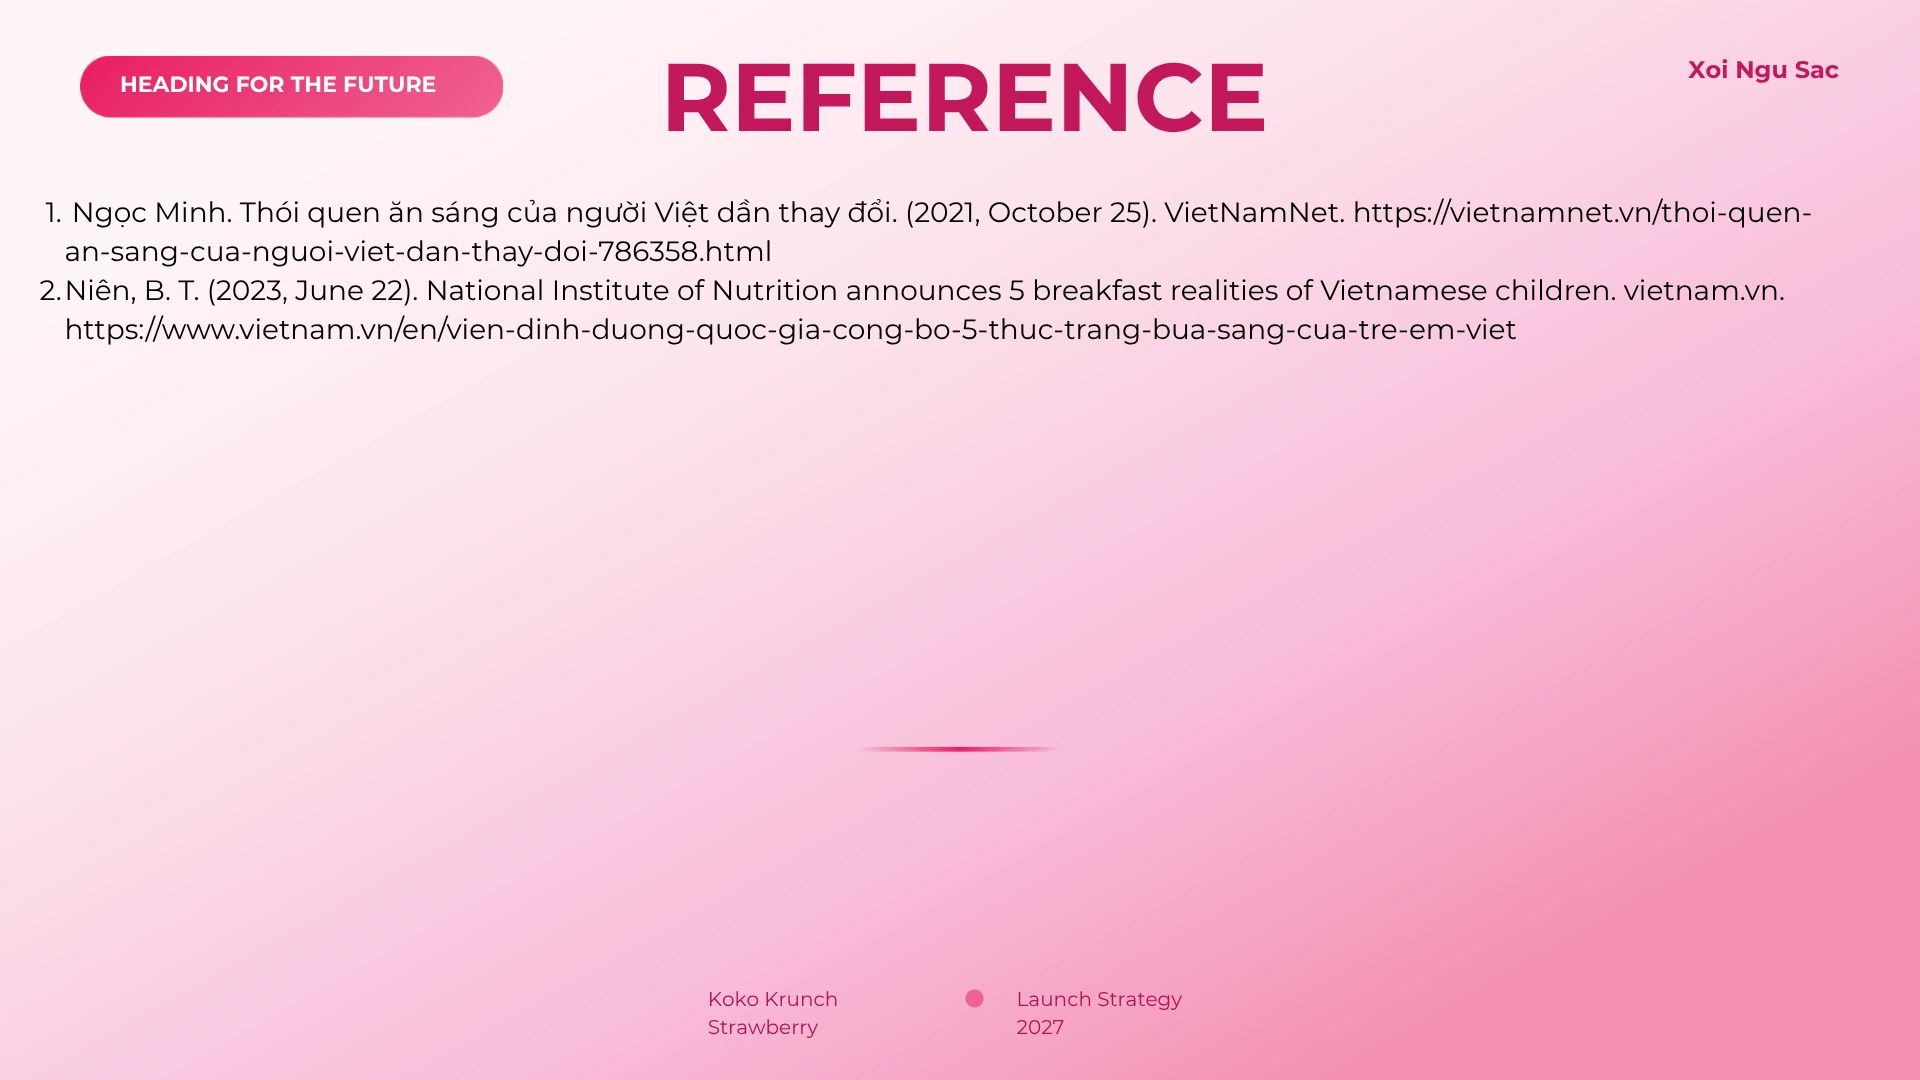 HEADING FOR THE FUTURE
REFERENCE
Xoi Ngu Sac
1. Ngọc Minh. Thói quen ăn sáng của người Việt dần thay đổi. (2021, October 25). VietNamNet. https://vietnamnet.vn/thoi-quen-
an-sang-cua-nguoi-viet-dan-thay-doi-786358.html
2. Niên, B. T. (2023, June 22). National Institute of Nutrition announces 5 breakfast realities of Vietnamese children. vietnam.vn.
https://www.vietnam.vn/en/vien-dinh-duong-quoc-gia-cong-bo-5-thuc-trang-bua-sang-cua-tre-em-viet
Koko Krunch
Strawberry
Launch Strategy
2027